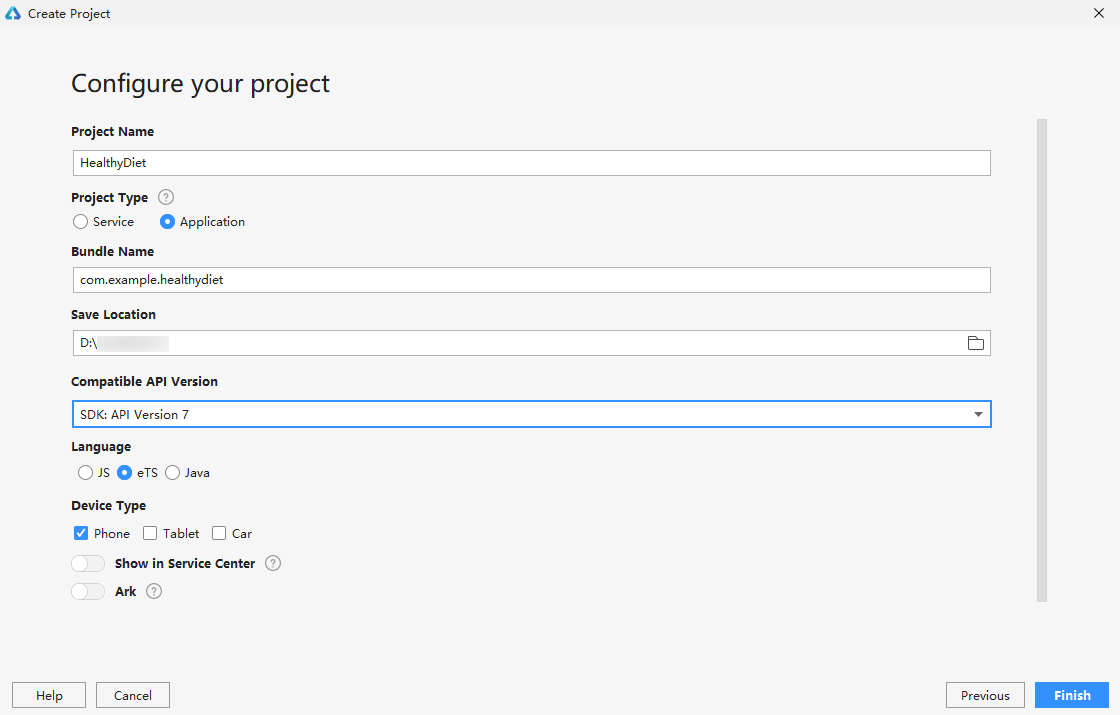 Create Project
Configure your project
Project Name
HealthyDiet
Project Type ?
Service Application
Bundle Name
com.example.healthydiet
Save Location
D:\
Compatible API Version
SDK: API Version 7
Language
JS eTS Java
Device Type
Phone Tablet Car
Show in Service Center ?
Ark ?
Help Cancel Previous Finish